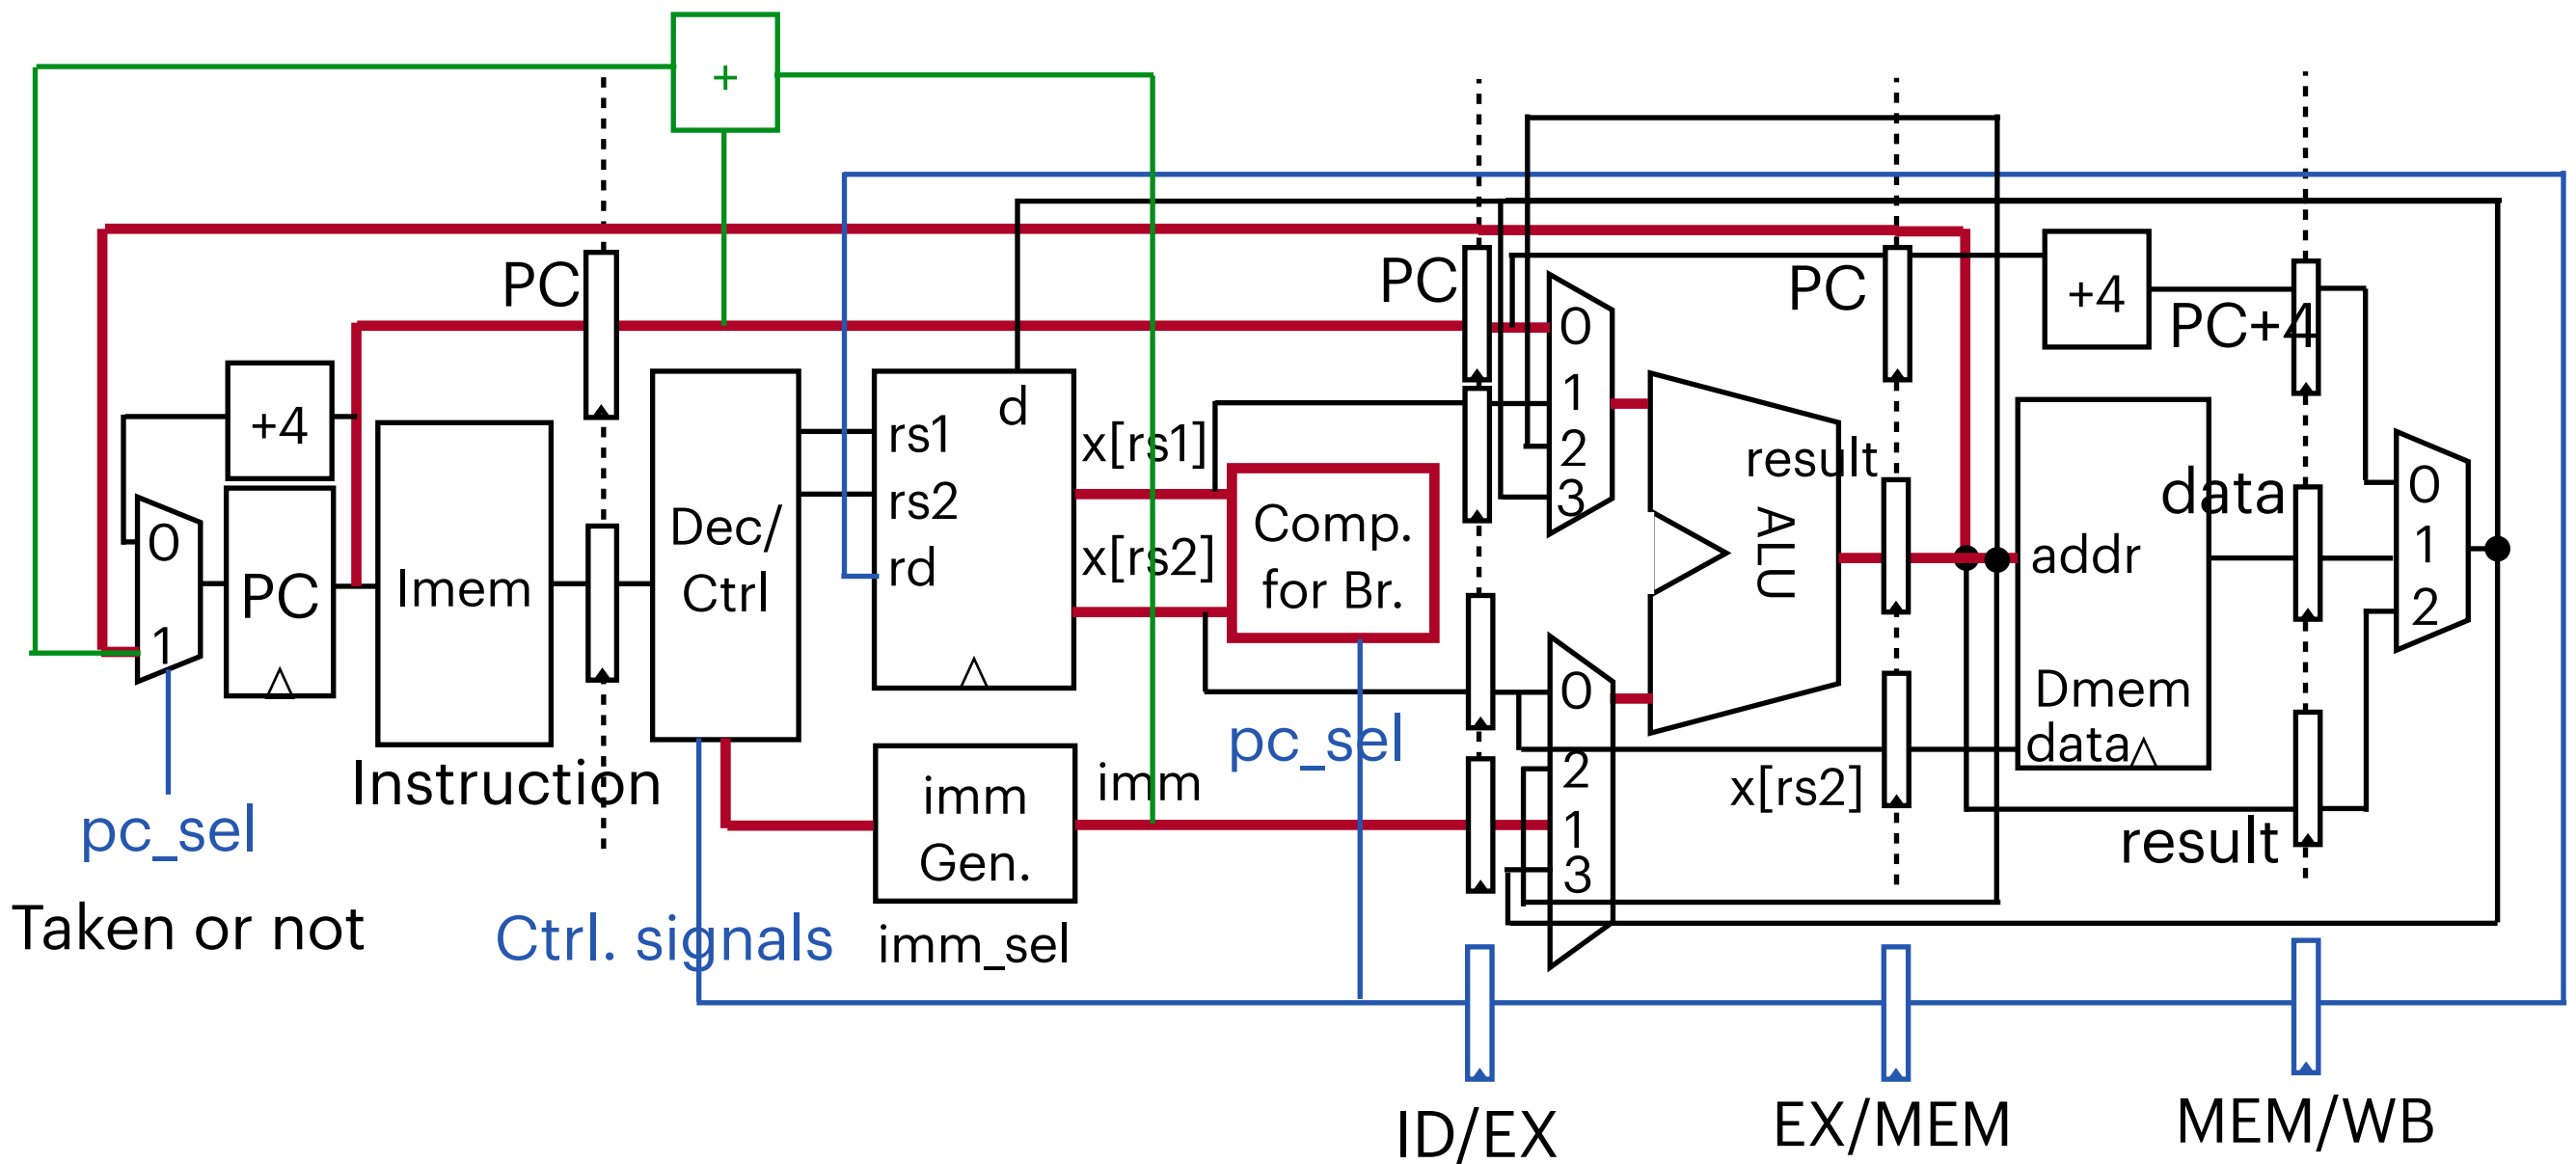 +
PC
PC
PC
+4
PC+4
0
1
2
3
+4
d
rs1
rs2
rd
x[rs1]
x[rs2]
result
data
0
1
2
0
1
PC
Imem
Dec/
Ctrl
Comp.
for Br.
ALU
addr
Dmem
data
0
2
1
3
pc_sel
x[rs2]
Instruction
imm
Gen.
imm
result
pc_sel
Taken or not
Ctrl. signals
imm_sel
ID/EX
EX/MEM
MEM/WB